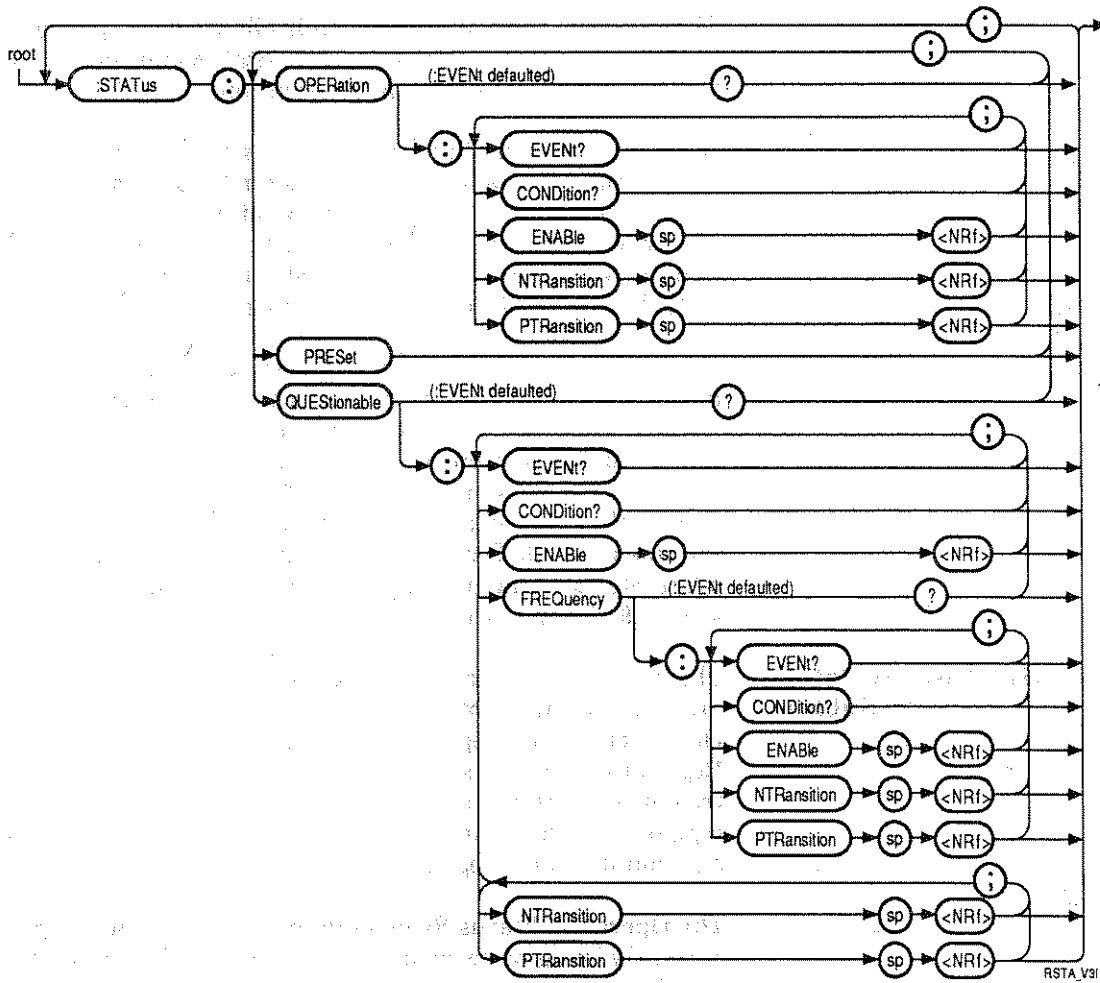 ;
root
;
:STATus : OPERation (:EVENt defaulted) ?
;
: EVENt?
CONDition?
ENABle sp <NRf>
NTRansition sp <NRf>
PTRansition sp <NRf>
PRESet
QUEStionable (:EVENt defaulted) ?
;
: EVENt?
CONDition?
ENABle sp <NRf>
FREQuency (:EVENt defaulted) ?
;
: EVENt?
CONDition?
ENABle sp <NRf>
NTRansition sp <NRf>
PTRansition sp <NRf>
;
NTRansition sp <NRf>
PTRansition sp <NRf>